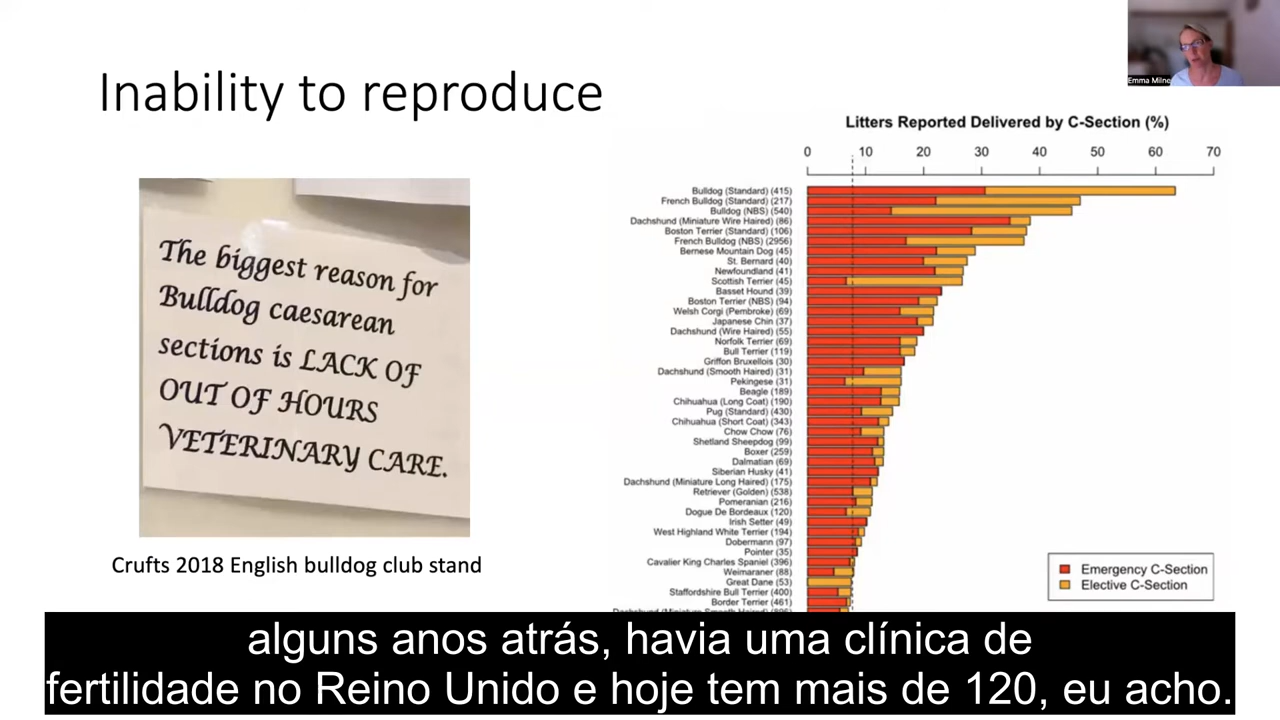 Emma Milne
Inability to reproduce
The biggest reason for
Bulldog caesarean
sections is LACK OF
OUT OF HOURS
VETERINARY CARE.
Crufts 2018 English bulldog club stand
Litters Reported Delivered by C-Section (%)
0 10 20 30 40 50 60 70
Bulldog (Standard) (415)
French Bulldog (Standard) (217)
Bulldog (NBS) (540)
Dachshund (Miniature Wire Haired) (86)
Boston Terrier (Standard) (106)
French Bulldog (NBS) (2956)
Bernese Mountain Dog (45)
St. Bernard (40)
Newfoundland (41)
Scottish Terrier (45)
Basset Hound (39)
Boston Terrier (NBS) (94)
Welsh Corgi (Pembroke) (69)
Japanese Chin (37)
Dachshund (Wire Haired) (55)
Norfolk Terrier (69)
Bull Terrier (119)
Griffon Bruxellois (30)
Dachshund (Smooth Haired) (31)
Pekingese (31)
Beagle (189)
Chihuahua (Long Coat) (190)
Pug (Standard) (430)
Chihuahua (Short Coat) (343)
Chow Chow (76)
Shetland Sheepdog (99)
Boxer (259)
Dalmatian (69)
Siberian Husky (41)
Dachshund (Miniature Long Haired) (175)
Retriever (Golden) (538)
Pomeranian (216)
Dogue De Bordeaux (120)
Irish Setter (49)
West Highland White Terrier (194)
Dobermann (97)
Pointer (35)
Cavalier King Charles Spaniel (396)
Weimaraner (88)
Great Dane (53)
Staffordshire Bull Terrier (400)
Border Terrier (461)
Emergency C-Section
Elective C-Section
alguns anos atrás, havia uma clínica de
fertilidade no Reino Unido e hoje tem mais de 120, eu acho.